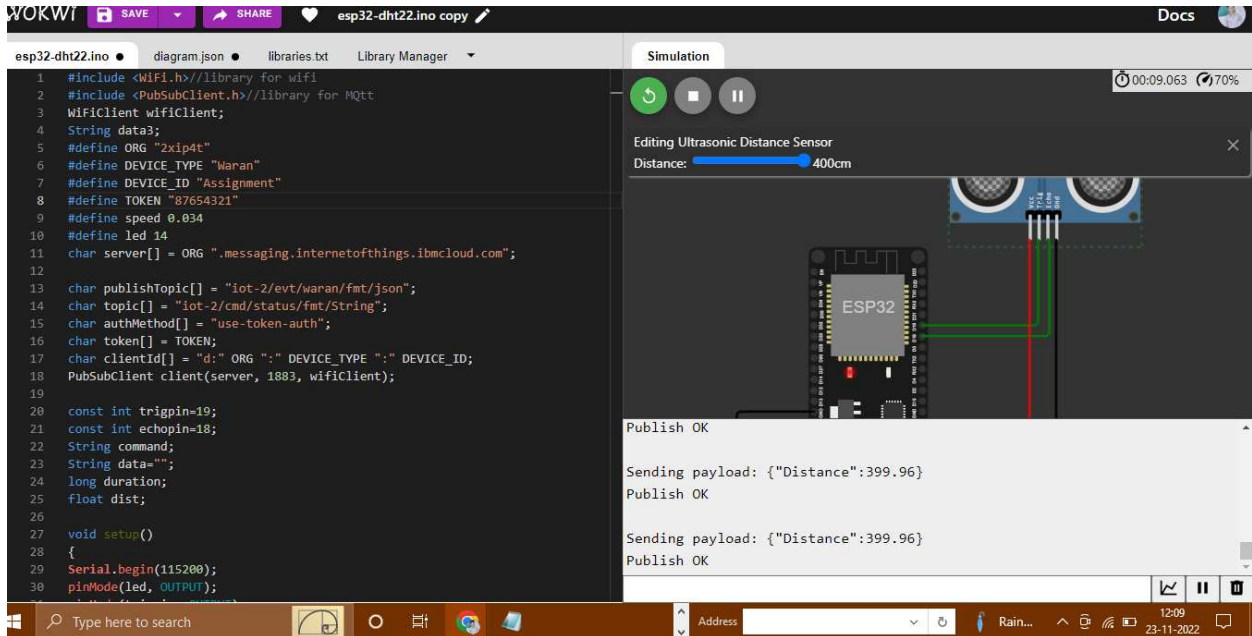 WOKWi SAVE SHARE esp32-dht22.ino copy Docs
esp32-dht22.ino ● diagram.json ● libraries.txt Library Manager
1 #include <WiFi.h>//library for wifi
2 #include <PubSubClient.h>//library for MQtt
3 WiFiClient wifiClient;
4 String data3;
5 #define ORG "2xip4t"
6 #define DEVICE_TYPE "Waran"
7 #define DEVICE_ID "Assignment"
8 #define TOKEN "87654321"
9 #define speed 0.034
10 #define led 14
11 char server[] = ORG ".messaging.internetofthings.ibmcloud.com";
12
13 char publishTopic[] = "iot-2/evt/waran/fmt/json";
14 char topic[] = "iot-2/cmd/status/fmt/String";
15 char authMethod[] = "use-token-auth";
16 char token[] = TOKEN;
17 char clientId[] = "d:" ORG ":" DEVICE_TYPE ":" DEVICE_ID;
18 PubSubClient client(server, 1883, wifiClient);
19
20 const int trigpin=19;
21 const int echopin=18;
22 String command;
23 String data="";
24 long duration;
25 float dist;
26
27 void setup()
28 {
29 Serial.begin(115200);
30 pinMode(led, OUTPUT);
Simulation
00:09.063 70%
Editing Ultrasonic Distance Sensor
Distance: 400cm
Vcc
Trig
Echo
Gnd
ESP32
Publish OK
Sending payload: {"Distance":399.96}
Publish OK
Sending payload: {"Distance":399.96}
Publish OK
Type here to search
Address
Rain...
12:09
23-11-2022